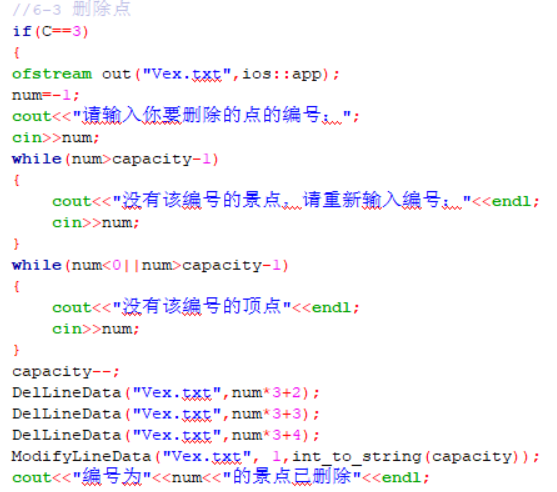 //6-3 删除点
if(C==3)
{
ofstream out("Vex.txt",ios::app);
num=-1;
cout<<"请输入你要删除的点的编号:";
cin>>num;
while(num>capacity-1)
{
    cout<<"没有该编号的景点,请重新输入编号:"<<endl;
    cin>>num;
}
while(num<0||num>capacity-1)
{
    cout<<"没有该编号的顶点"<<endl;
    cin>>num;
}
capacity--;
DelLineData("Vex.txt",num*3+2);
DelLineData("Vex.txt",num*3+3);
DelLineData("Vex.txt",num*3+4);
ModifyLineData("Vex.txt", 1,int_to_string(capacity));
cout<<"编号为"<<num<<"的景点已删除"<<endl;